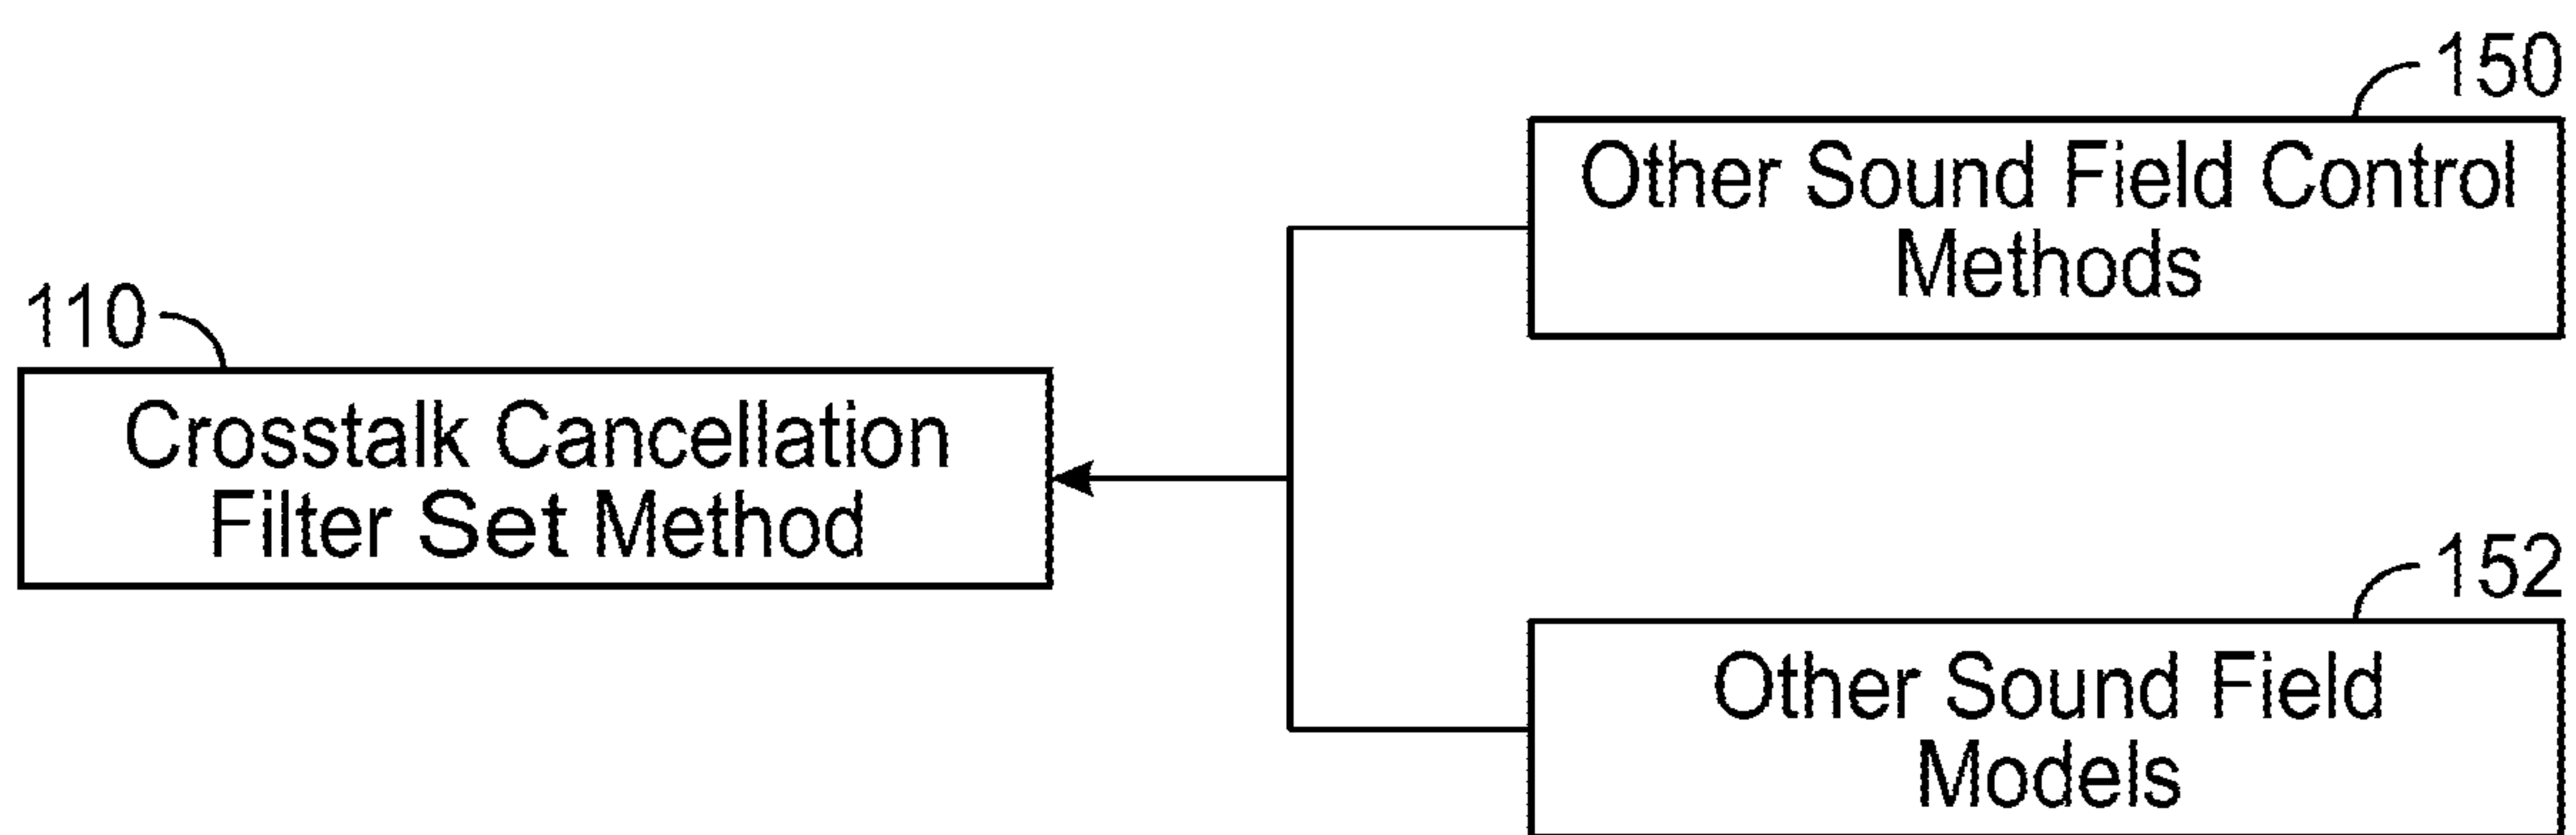 150
Other Sound Field Control
Methods
110
Crosstalk Cancellation
Filter Set Method
152
Other Sound Field
Models